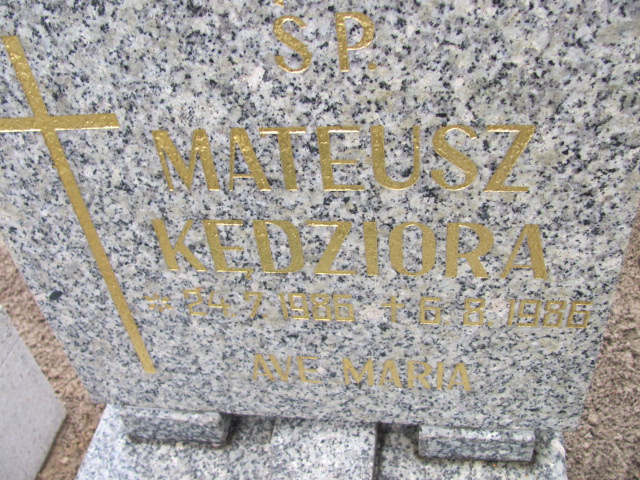 Ś P.
MATEUSZ
KĘDZIORA
* 24.7.1986 + 6.8.1986
AVE MARIA